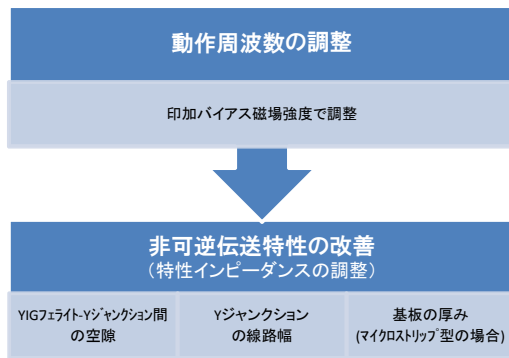 動作周波数の調整
印加バイアス磁場強度で調整
非可逆伝送特性の改善
(特性インピーダンスの調整)
YIGフェライト-Yジャンクション間
の空隙
Yジャンクション
の線路幅
基板の厚み
(マイクロストリップ型の場合)